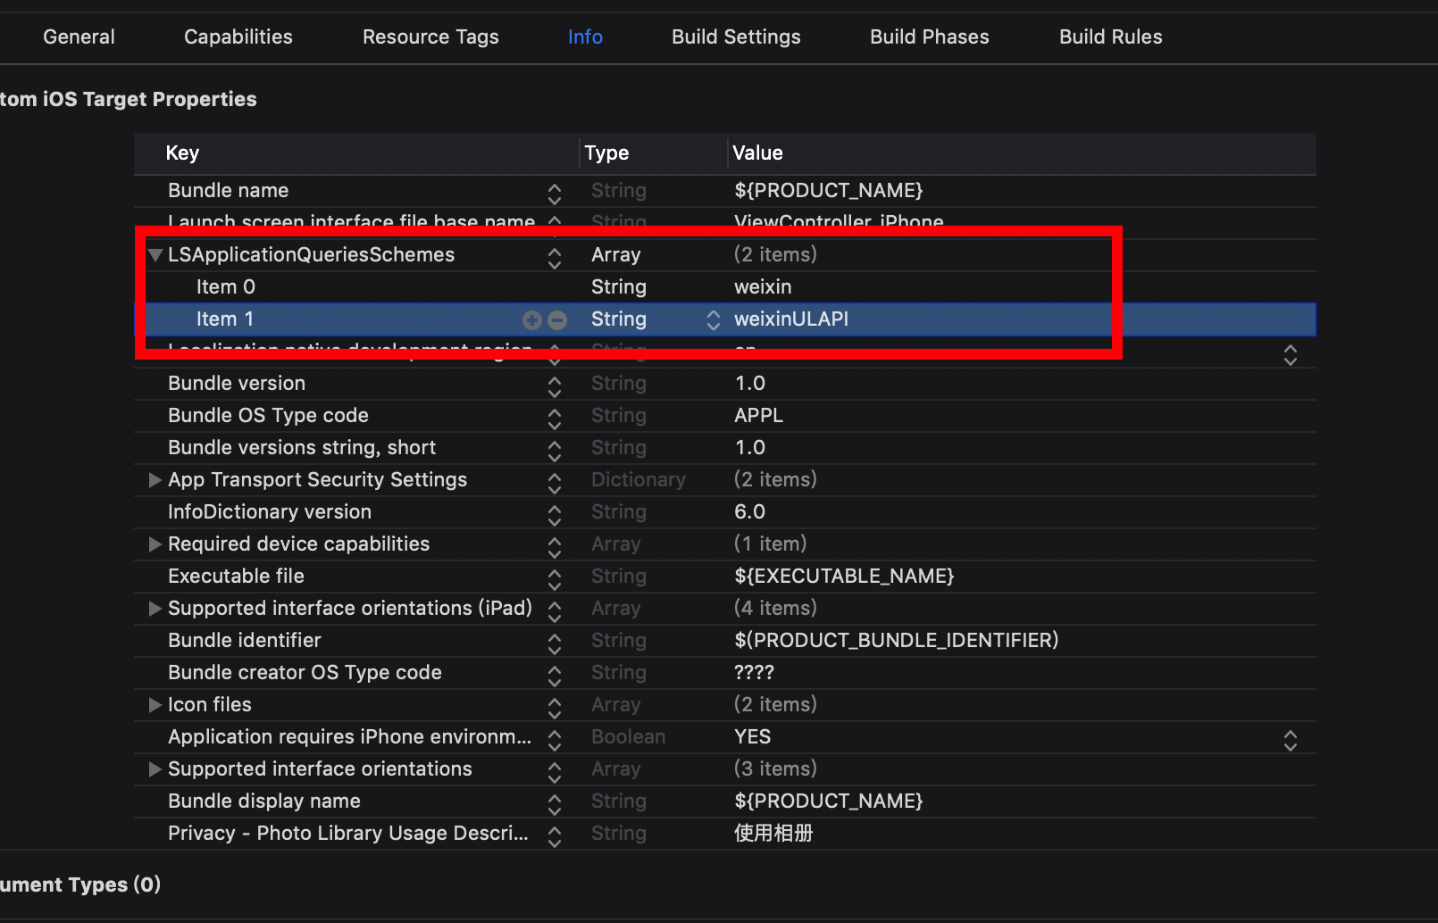 General Capabilities Resource Tags Info Build Settings Build Phases Build Rules
tom iOS Target Properties
Key Type Value
Bundle name String ${PRODUCT_NAME}
Launch screen interface file base name String ViewController_iPhone
LSApplicationQueriesSchemes Array (2 items)
Item 0 String weixin
Item 1 String weixinULAPI
Localization native development region String en
Bundle version String 1.0
Bundle OS Type code String APPL
Bundle versions string, short String 1.0
App Transport Security Settings Dictionary (2 items)
InfoDictionary version String 6.0
Required device capabilities Array (1 item)
Executable file String ${EXECUTABLE_NAME}
Supported interface orientations (iPad) Array (4 items)
Bundle identifier String $(PRODUCT_BUNDLE_IDENTIFIER)
Bundle creator OS Type code String ????
Icon files Array (2 items)
Application requires iPhone environm... Boolean YES
Supported interface orientations Array (3 items)
Bundle display name String ${PRODUCT_NAME}
Privacy - Photo Library Usage Descri... String 使用相册
ument Types (0)